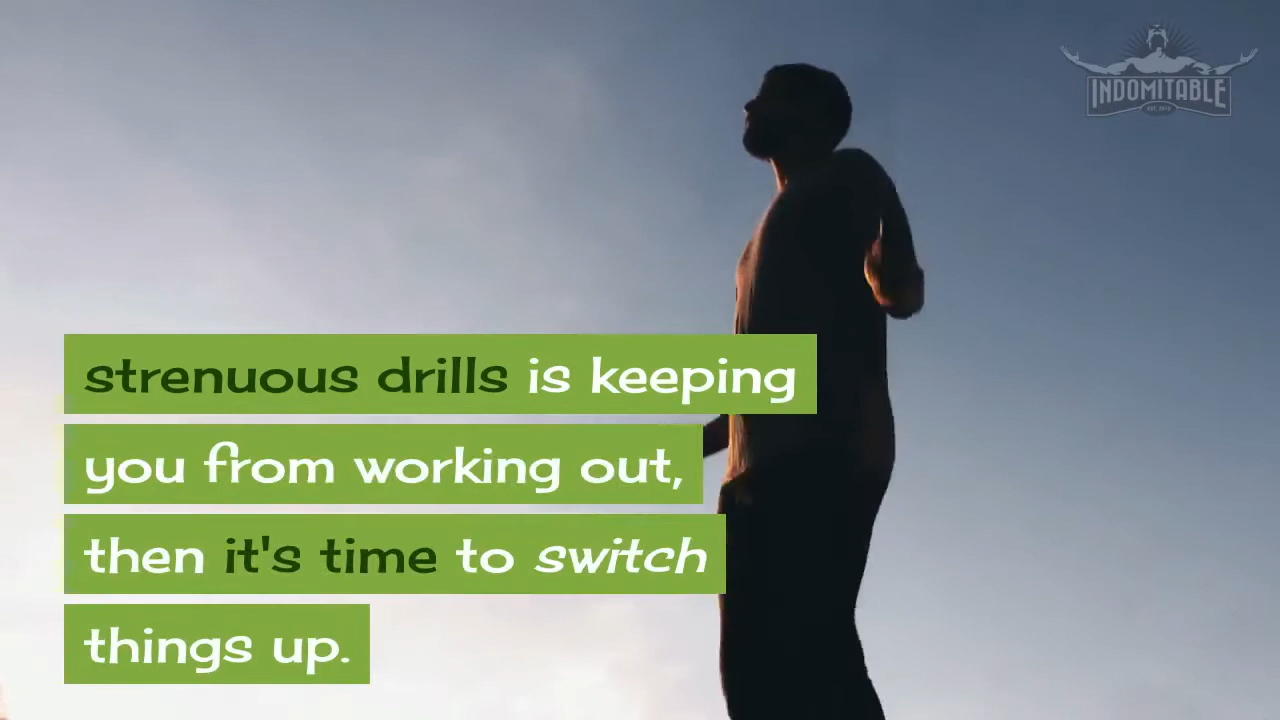 INDOMITABLE
strenuous drills is keeping
you from working out,
then it's time to switch
things up.